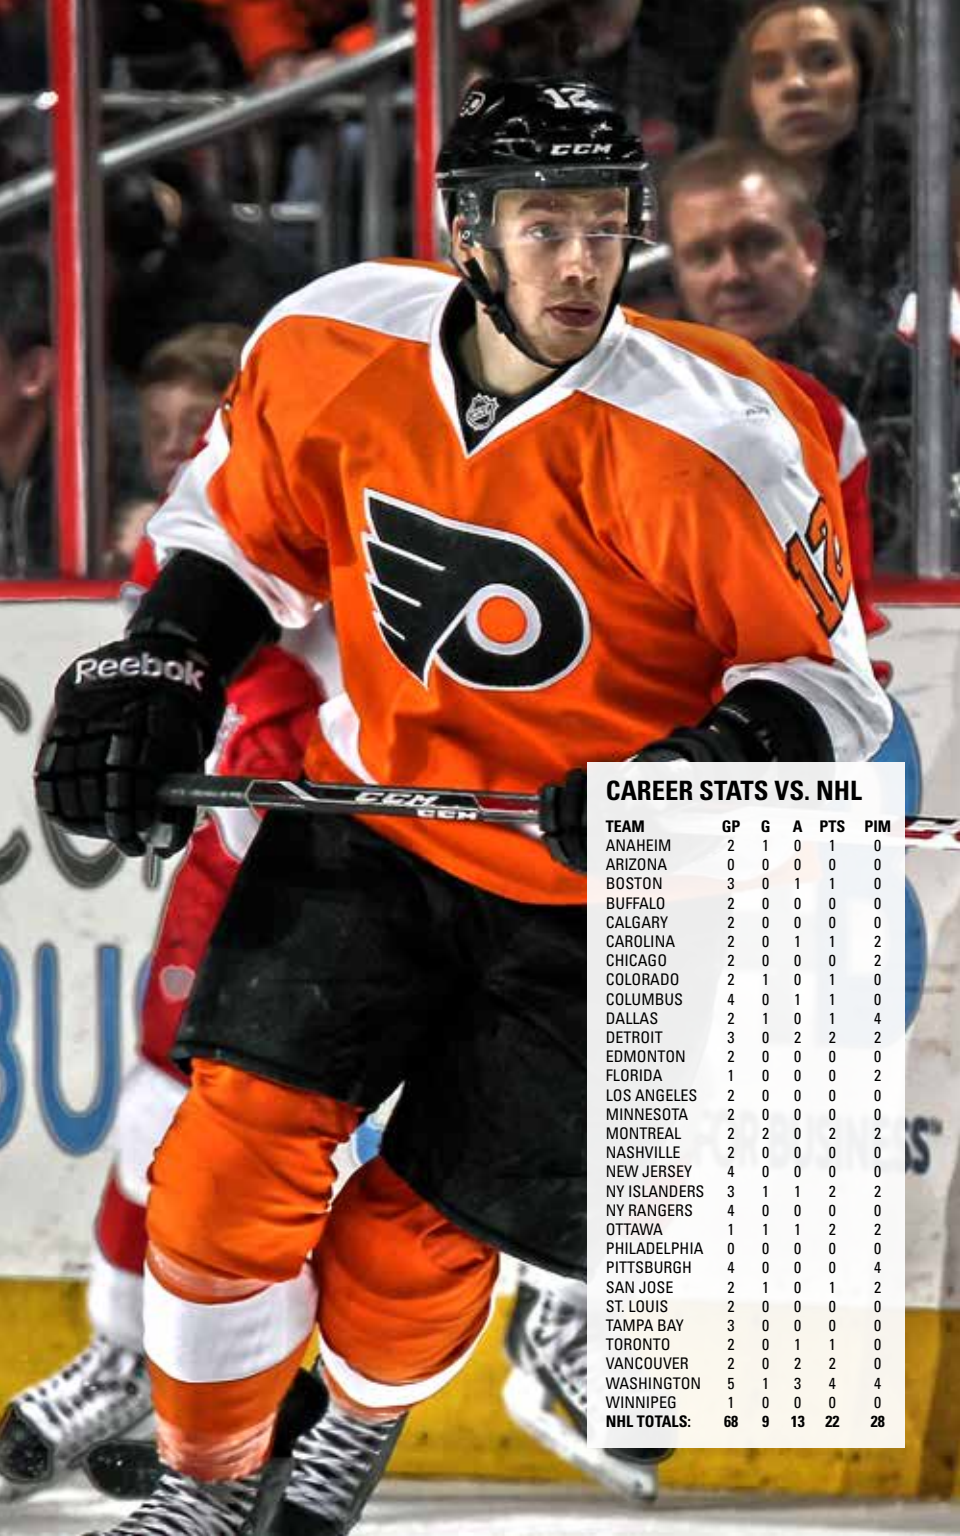 12
CCM
NHL
12
Reebok
CCM
CCM
BU
FOR BUSINESS
CAREER STATS VS. NHL
TEAM GP G A PTS PIM
ANAHEIM 2 1 0 1 0
ARIZONA 0 0 0 0 0
BOSTON 3 0 1 1 0
BUFFALO 2 0 0 0 0
CALGARY 2 0 0 0 0
CAROLINA 2 0 1 1 2
CHICAGO 2 0 0 0 2
COLORADO 2 1 0 1 0
COLUMBUS 4 0 1 1 0
DALLAS 2 1 0 1 4
DETROIT 3 0 2 2 2
EDMONTON 2 0 0 0 0
FLORIDA 1 0 0 0 2
LOS ANGELES 2 0 0 0 0
MINNESOTA 2 0 0 0 0
MONTREAL 2 2 0 2 2
NASHVILLE 2 0 0 0 0
NEW JERSEY 4 0 0 0 0
NY ISLANDERS 3 1 1 2 2
NY RANGERS 4 0 0 0 0
OTTAWA 1 1 1 2 2
PHILADELPHIA 0 0 0 0 0
PITTSBURGH 4 0 0 0 4
SAN JOSE 2 1 0 1 2
ST. LOUIS 2 0 0 0 0
TAMPA BAY 3 0 0 0 0
TORONTO 2 0 1 1 0
VANCOUVER 2 0 2 2 0
WASHINGTON 5 1 3 4 4
WINNIPEG 1 0 0 0 0
NHL TOTALS: 68 9 13 22 28